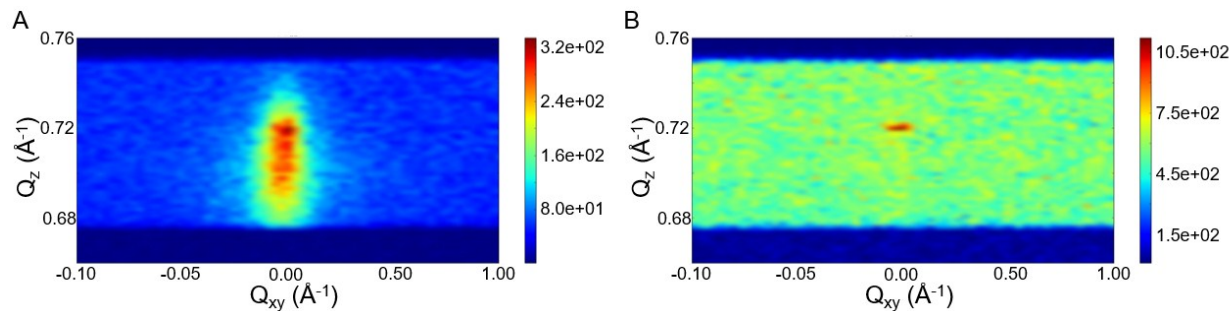 A
0.76
0.72
0.68
Q_z (Å⁻¹)
-0.10 -0.05 0.00 0.50 1.00
Q_xy (Å⁻¹)
3.2e+02
2.4e+02
1.6e+02
8.0e+01
B
0.76
0.72
0.68
Q_z (Å⁻¹)
-0.10 -0.05 0.00 0.50 1.00
Q_xy (Å⁻¹)
10.5e+02
7.5e+02
4.5e+02
1.5e+02